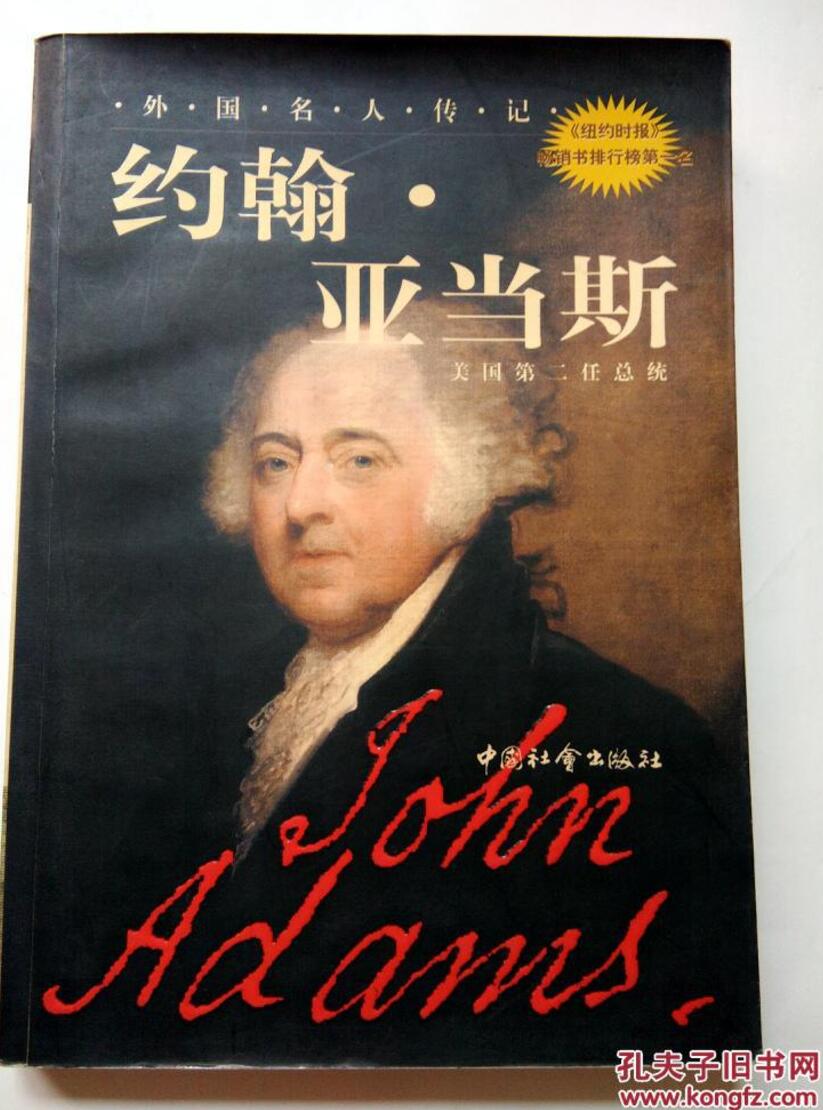 ·外·国·名·人·传·记·
《纽约时报》
畅销书排行榜第一名
约翰·
亚当斯
美国第二任总统
中國社會出版社
John
Adams.
孔夫子旧书网
www.kongfz.com